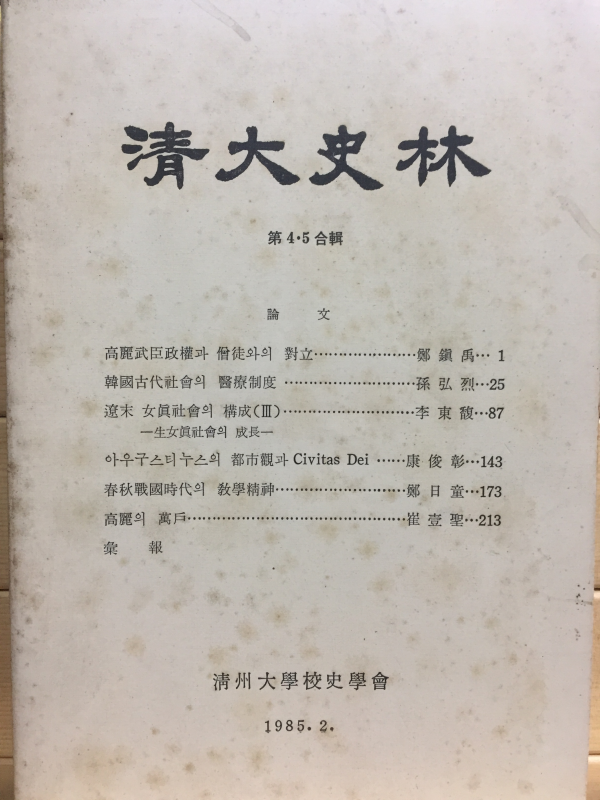 清大史林
第4·5合輯
論 文
高麗武臣政權과 僧徒와의 對立…………………鄭鎭禹… 1
韓國古代社會의 醫療制度 …………………孫弘烈…25
遼末 女眞社會의 構成(Ⅲ)…………………李東馥…87
—生女眞社會의 成長—
아우구스티누스의 都市觀과 Civitas Dei ……康俊彰…143
春秋戰國時代의 敎學精神…………………鄭日童…173
高麗의 萬戶…………………………………崔壹聖…213
彙 報
淸州大學校史學會
1985. 2.